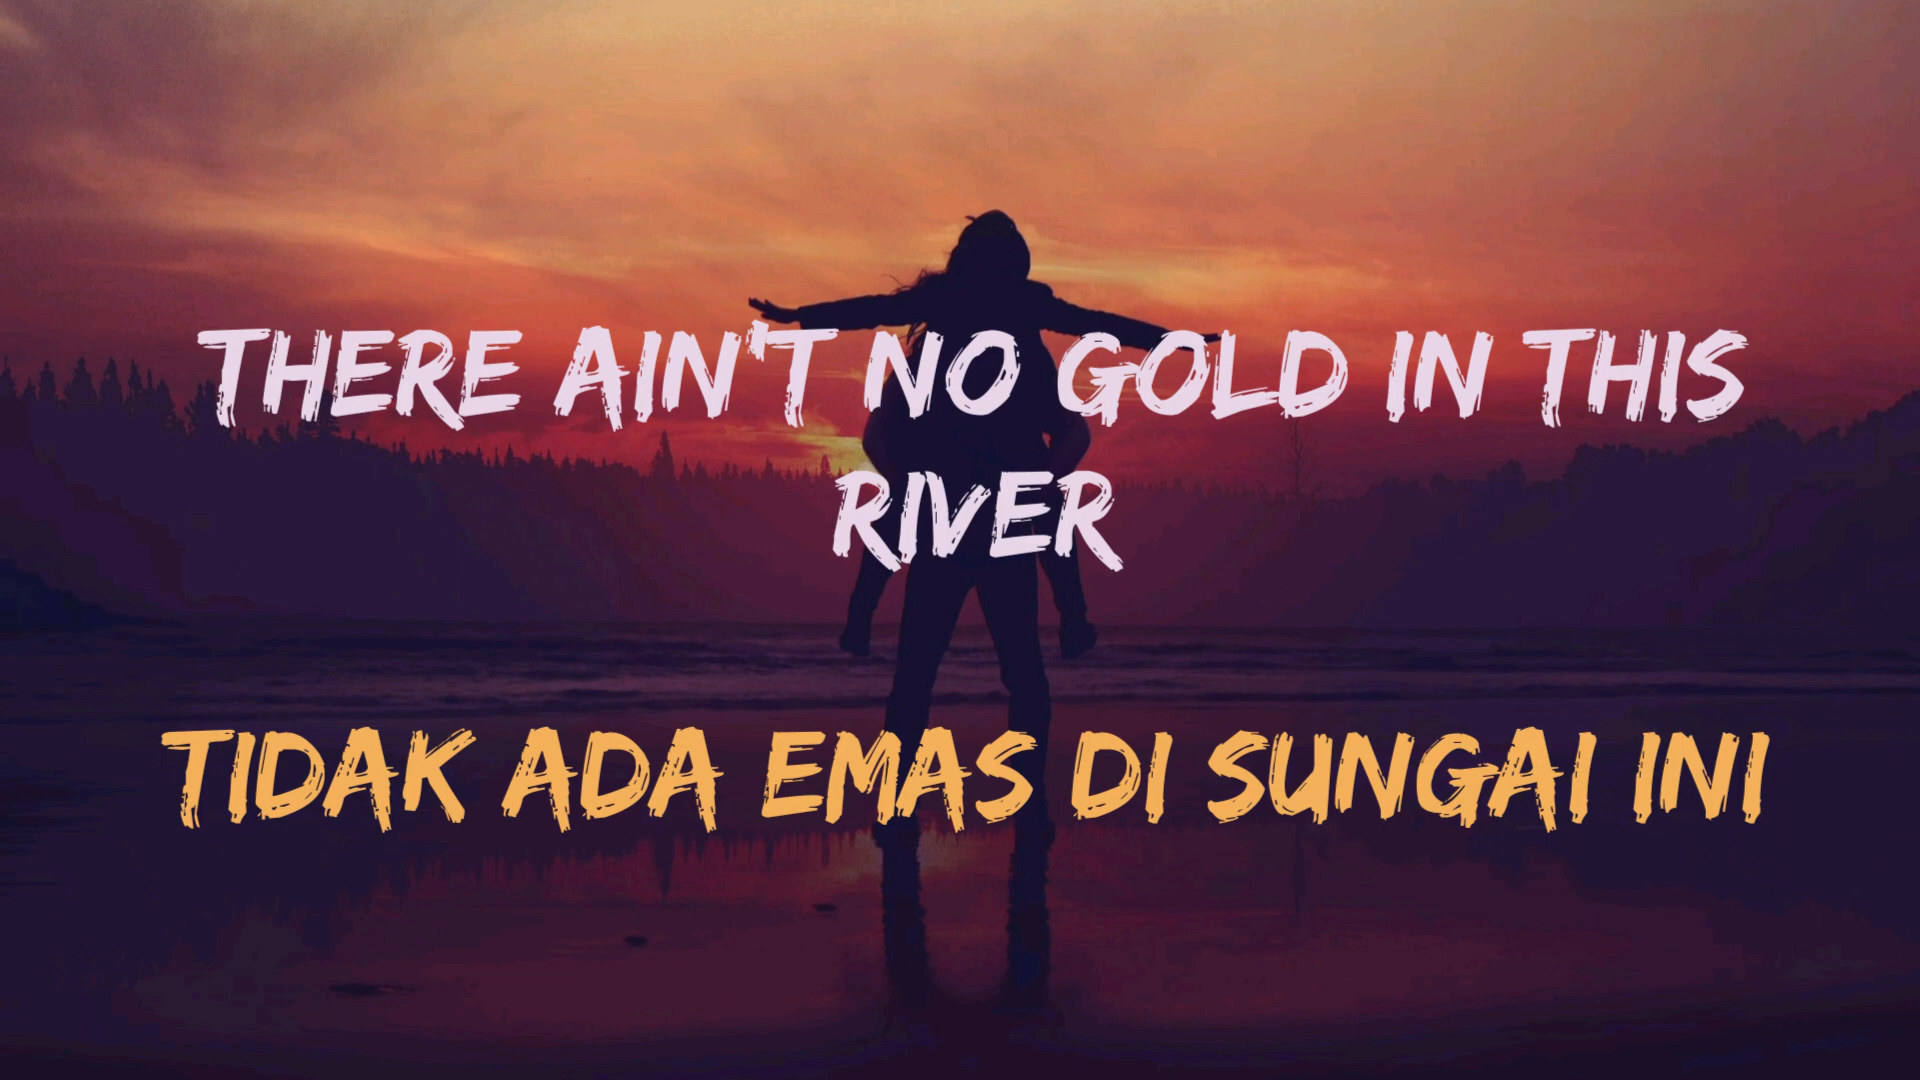 THERE AIN'T NO GOLD IN THIS
RIVER
TIDAK ADA EMAS DI SUNGAI INI